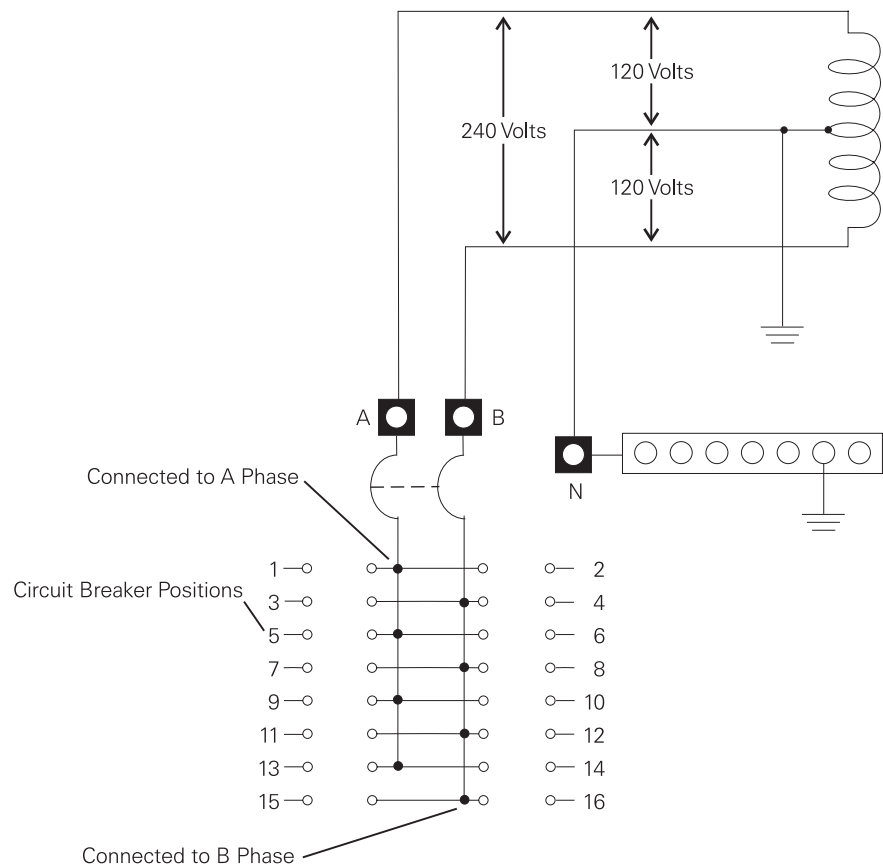 120 Volts
240 Volts
120 Volts
A
B
N
Connected to A Phase
Circuit Breaker Positions
1 2
3 4
5 6
7 8
9 10
11 12
13 14
15 16
Connected to B Phase